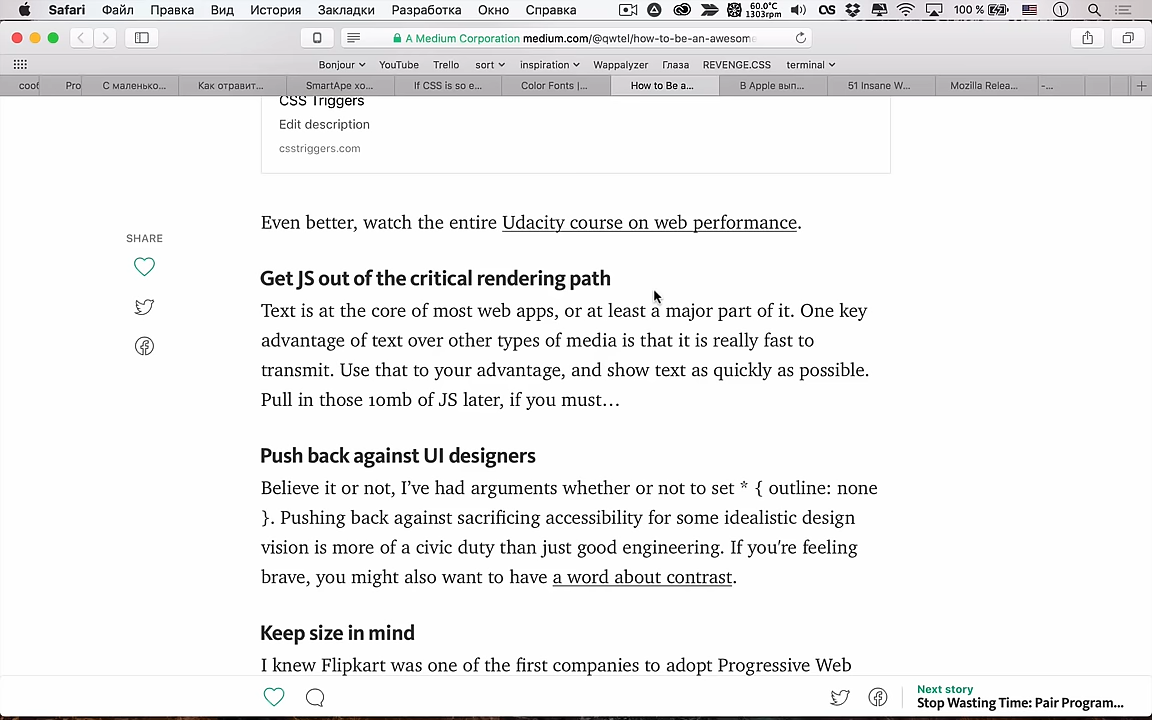 Safari Файл Правка Вид История Закладки Разработка Окно Справка 60.0°C 1303rpm 100 %
A Medium Corporation medium.com/@qwtel/how-to-be-an-awesom
Bonjour YouTube Trello sort inspiration Wappalyzer Глаза REVENGE.CSS terminal
Pro С маленько... Как отравит... SmartApe хо... If CSS is so e... Color Fonts |... How to Be a... В Apple вып... 51 Insane W... Mozilla Relea... -...
CSS Triggers
Edit description
csstriggers.com
Even better, watch the entire Udacity course on web performance.
SHARE
Get JS out of the critical rendering path
Text is at the core of most web apps, or at least a major part of it. One key
advantage of text over other types of media is that it is really fast to
transmit. Use that to your advantage, and show text as quickly as possible.
Pull in those 10mb of JS later, if you must…
Push back against UI designers
Believe it or not, I’ve had arguments whether or not to set * { outline: none
}. Pushing back against sacrificing accessibility for some idealistic design
vision is more of a civic duty than just good engineering. If you're feeling
brave, you might also want to have a word about contrast.
Keep size in mind
I knew Flipkart was one of the first companies to adopt Progressive Web
Next story
Stop Wasting Time: Pair Program...